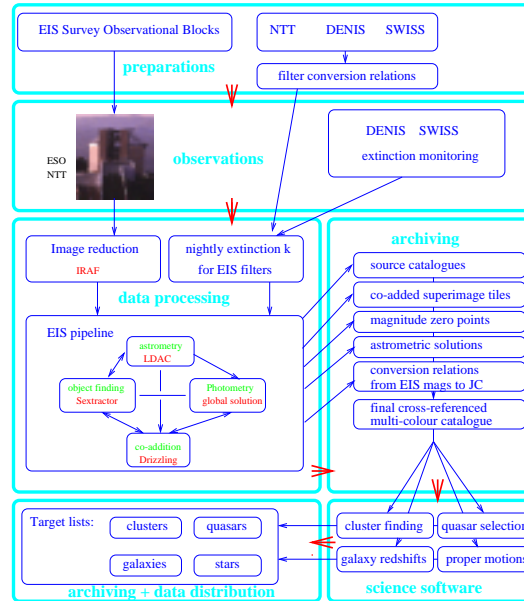 EIS Survey Observational Blocks
NTT DENIS SWISS
filter conversion relations
preparations
ESO
NTT
observations
DENIS SWISS
extinction monitoring
Image reduction
IRAF
nightly extinction k
for EIS filters
data processing
EIS pipeline
astrometry
LDAC
object finding
Sextractor
Photometry
global solution
co-addition
Drizzling
archiving
source catalogues
co-added superimage tiles
magnitude zero points
astrometric solutions
conversion relations
from EIS mags to JC
final cross-referenced
multi-colour catalogue
Target lists:
clusters
quasars
galaxies
stars
archiving + data distribution
cluster finding
quasar selection
galaxy redshifts
proper motions
science software